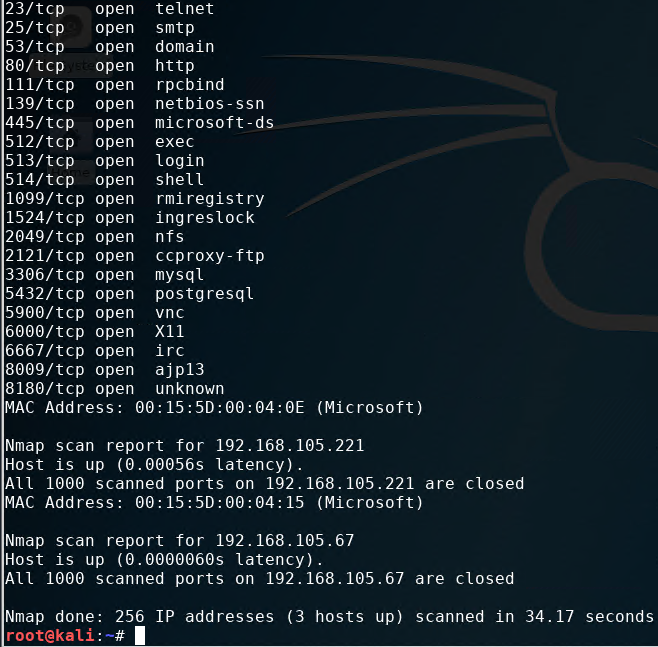 23/tcp open telnet
25/tcp open smtp
53/tcp open domain
80/tcp open http
111/tcp open rpcbind
139/tcp open netbios-ssn
445/tcp open microsoft-ds
512/tcp open exec
513/tcp open login
514/tcp open shell
1099/tcp open rmiregistry
1524/tcp open ingreslock
2049/tcp open nfs
2121/tcp open ccproxy-ftp
3306/tcp open mysql
5432/tcp open postgresql
5900/tcp open vnc
6000/tcp open X11
6667/tcp open irc
8009/tcp open ajp13
8180/tcp open unknown
MAC Address: 00:15:5D:00:04:0E (Microsoft)
Nmap scan report for 192.168.105.221
Host is up (0.00056s latency).
All 1000 scanned ports on 192.168.105.221 are closed
MAC Address: 00:15:5D:00:04:15 (Microsoft)
Nmap scan report for 192.168.105.67
Host is up (0.0000060s latency).
All 1000 scanned ports on 192.168.105.67 are closed
Nmap done: 256 IP addresses (3 hosts up) scanned in 34.17 seconds
root@kali:~#